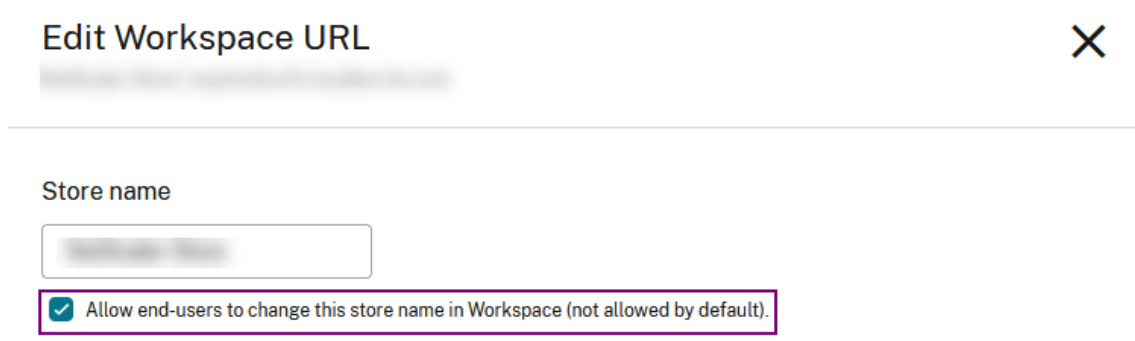 Edit Workspace URL
Store name
Allow end-users to change this store name in Workspace (not allowed by default).